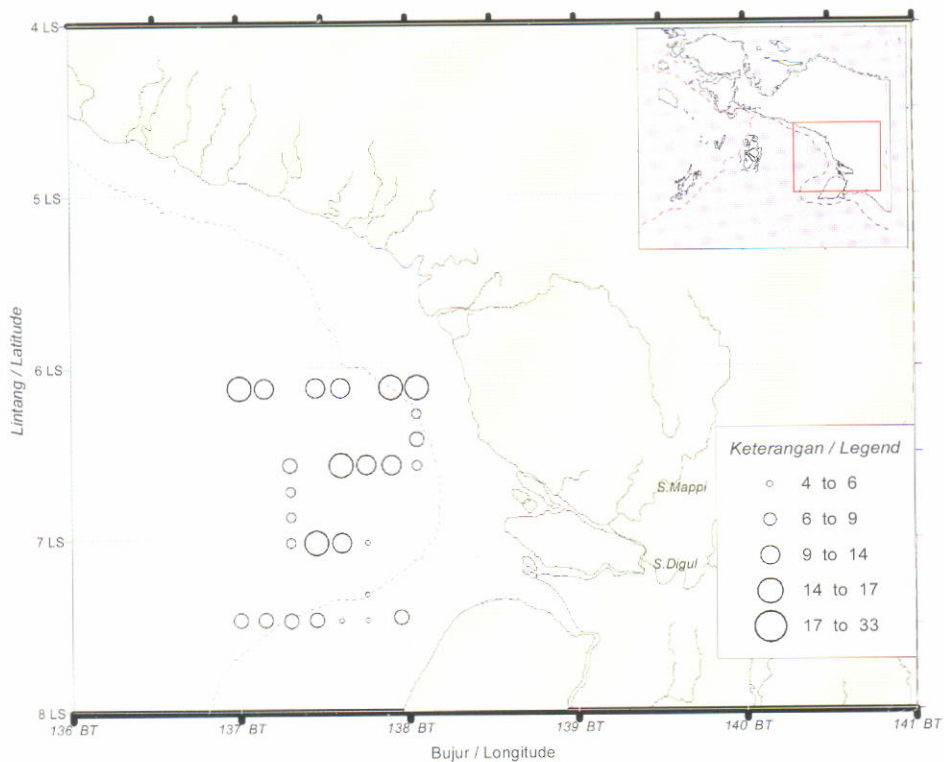 4 LS
5 LS
6 LS
7 LS
8 LS
Lintang / Latitude
136 BT
137 BT
138 BT
139 BT
140 BT
141 BT
Bujur / Longitude
S.Mappi
S.Digul
Keterangan / Legend
4 to 6
6 to 9
9 to 14
14 to 17
17 to 33